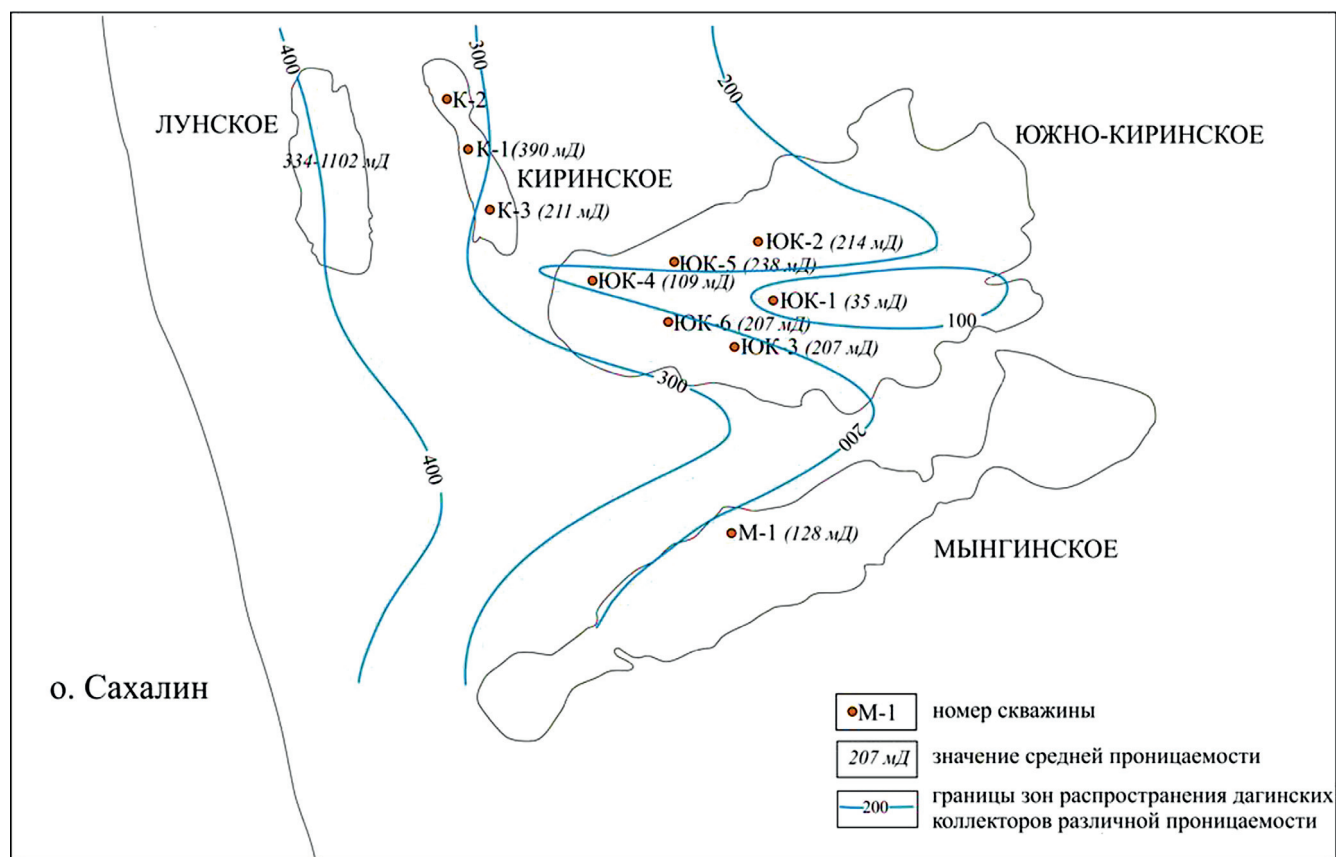 400
300
200
К-2
ЛУНСКОЕ
ЮЖНО-КИРИНСКОЕ
334-1102 мД
К-1 (390 мД)
КИРИНСКОЕ
К-3 (211 мД)
ЮК-2 (214 мД)
ЮК-5 (238 мД)
ЮК-4 (109 мД)
ЮК-1 (35 мД)
ЮК-6 (207 мД)
100
ЮК-3 (207 мД)
300
200
400
М-1 (128 мД)
МЫНГИНСКОЕ
о. Сахалин
М-1 номер скважины
207 мД значение средней проницаемости
200 границы зон распространения дагинских
коллекторов различной проницаемости